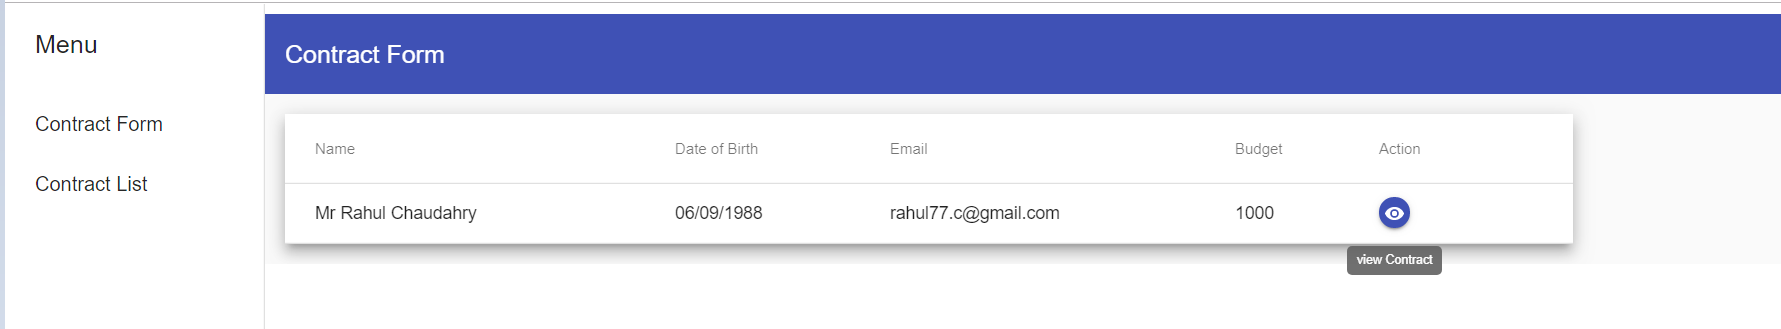 Menu
Contract Form
Contract List
Contract Form
Name Date of Birth Email Budget Action
Mr Rahul Chaudahry 06/09/1988 rahul77.c@gmail.com 1000
view Contract